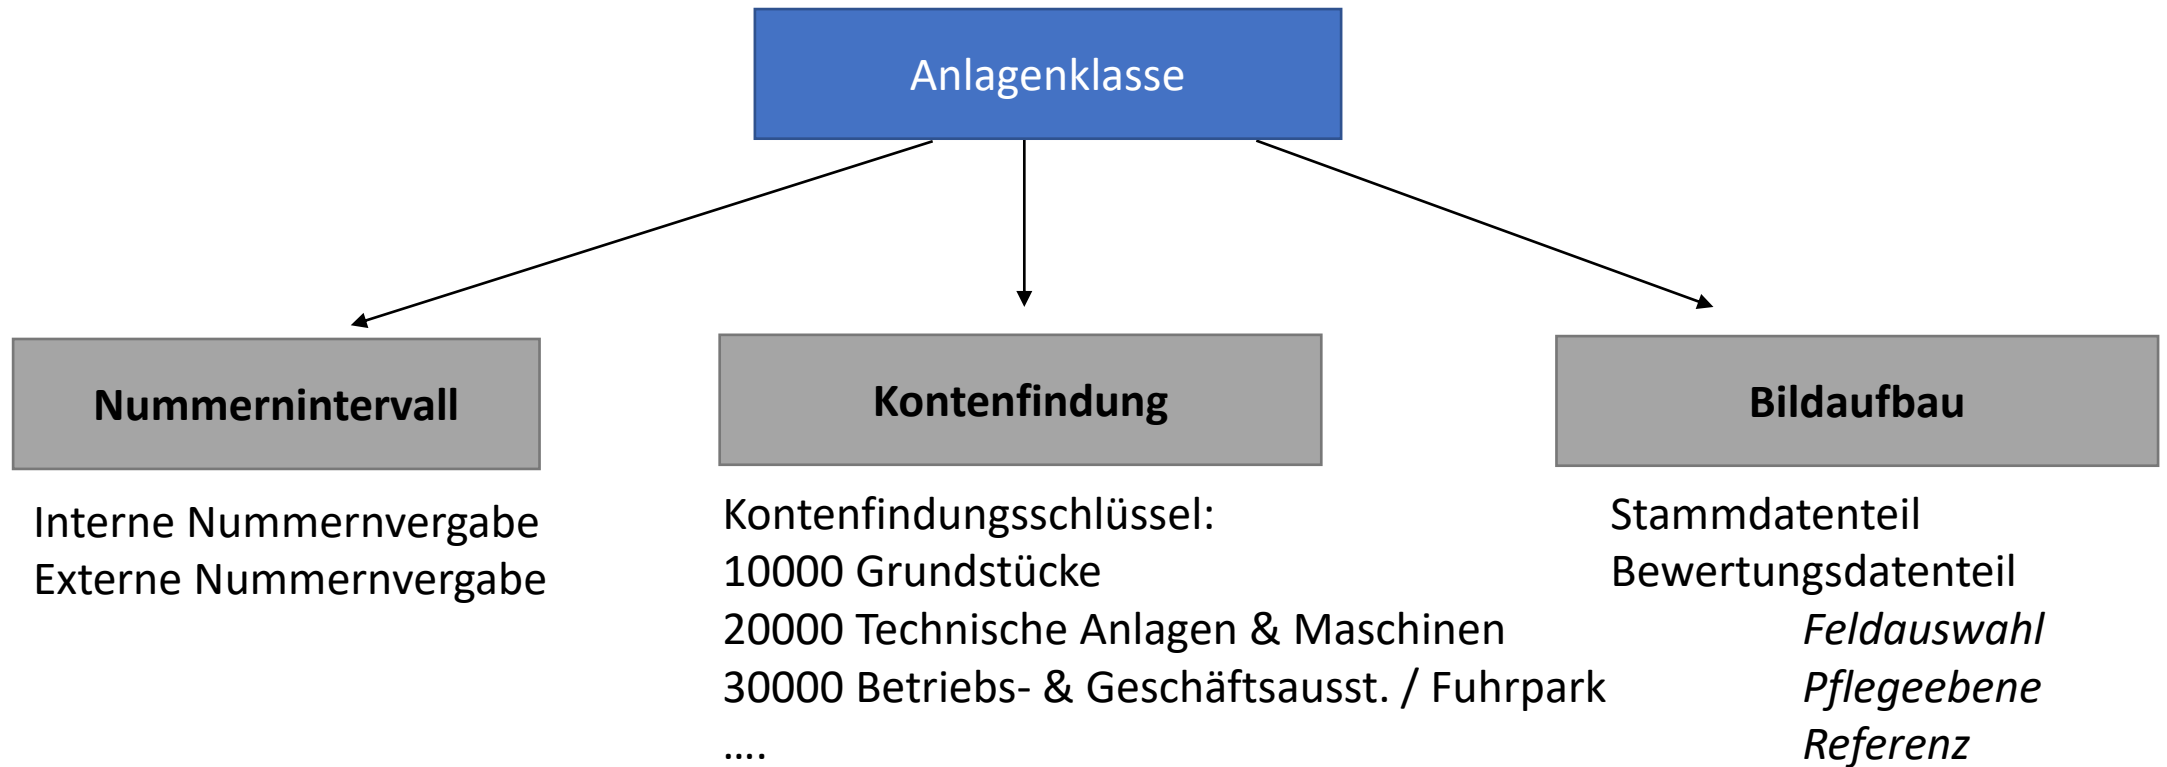 Anlagenklasse
Nummernintervall
Interne Nummernvergabe
Externe Nummernvergabe
Kontenfindung
Kontenfindungsschlüssel:
10000 Grundstücke
20000 Technische Anlagen & Maschinen
30000 Betriebs- & Geschäftsausst. / Fuhrpark
….
Bildaufbau
Stammdatenteil
Bewertungsdatenteil
Feldauswahl
Pflegeebene
Referenz